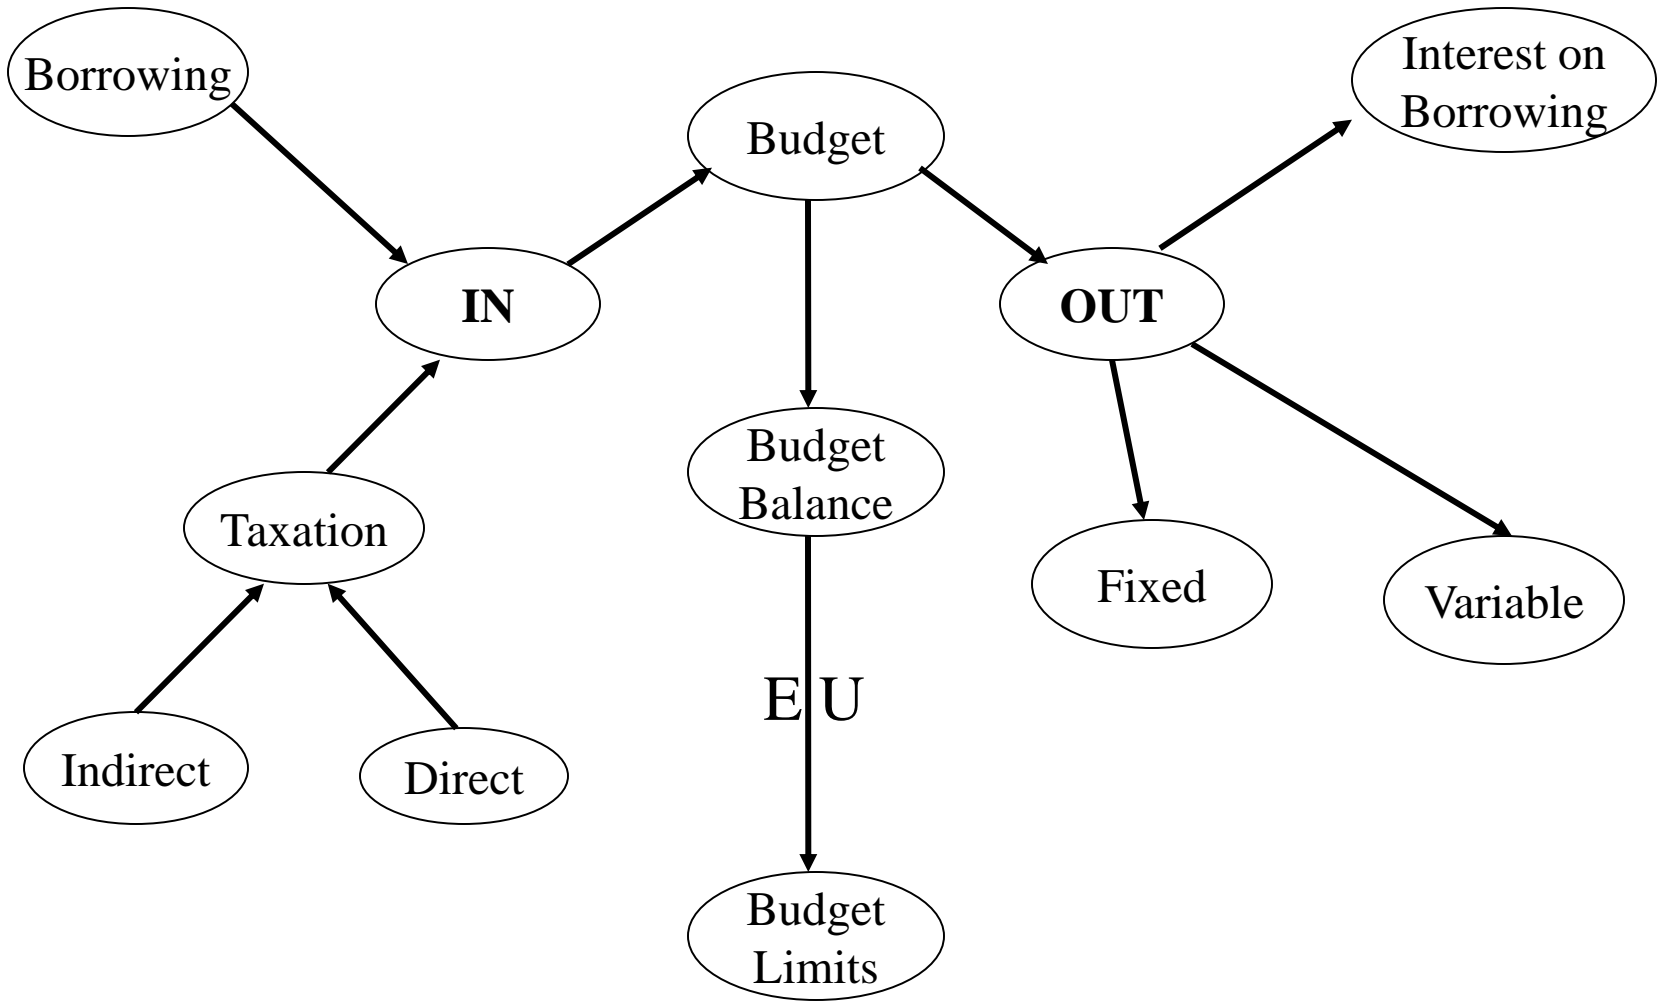 Borrowing
Budget
Interest on
Borrowing
IN
OUT
Budget
Balance
Taxation
Fixed
Variable
E U
Indirect
Direct
Budget
Limits